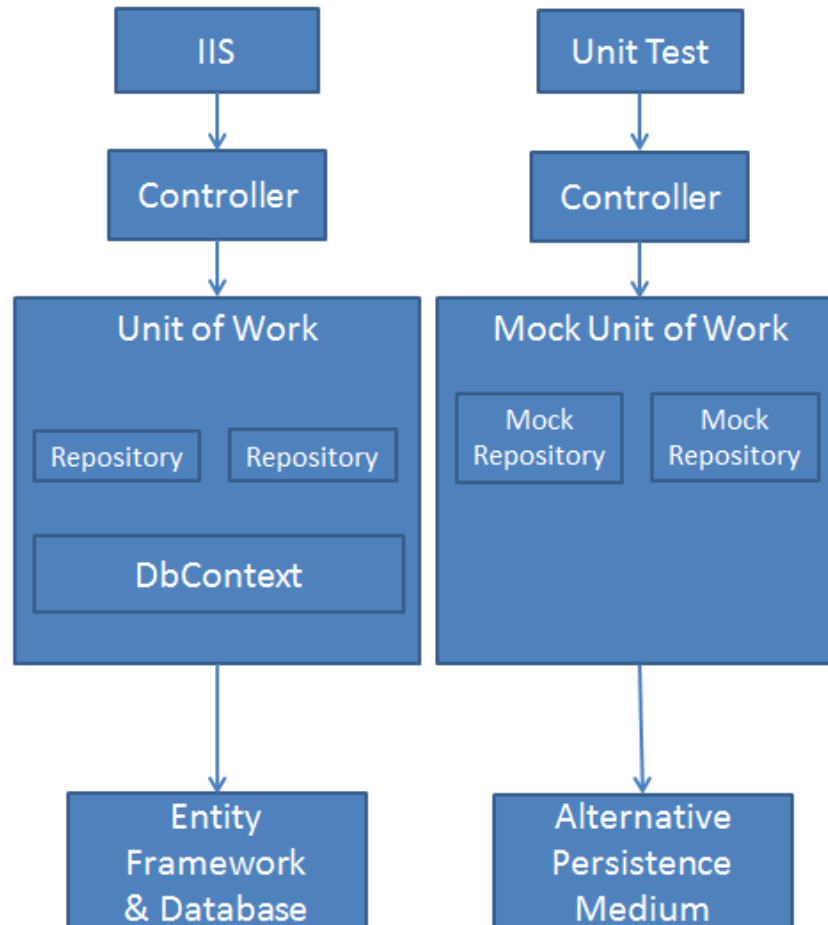 IIS
Controller
Unit of Work
Repository
Repository
DbContext
Entity
Framework
& Database
Unit Test
Controller
Mock Unit of Work
Mock
Repository
Mock
Repository
Alternative
Persistence
Medium